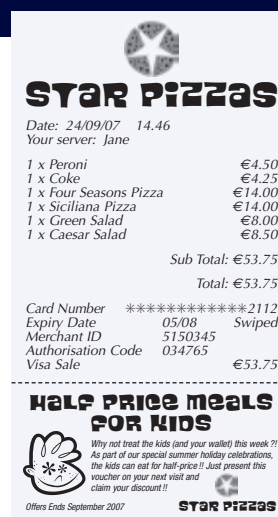 STAR PIZZAS
Date: 24/09/07 14.46
Your server: Jane
1 x Peroni €4.50
1 x Coke €4.25
1 x Four Seasons Pizza €14.00
1 x Siciliana Pizza €14.00
1 x Green Salad €8.00
1 x Caesar Salad €8.50
Sub Total: €53.75
Total: €53.75
Card Number ************2112
Expiry Date 05/08 Swiped
Merchant ID 5150345
Authorisation Code 034765
Visa Sale €53.75
HALF PRICE MEALS
FOR KIDS
Why not treat the kids (and your wallet) this week ?!
As part of our special summer holiday celebrations,
the kids can eat for half-price !! Just present this
voucher on your next visit and
claim your discount !!
Offers Ends September 2007
STAR PIZZAS